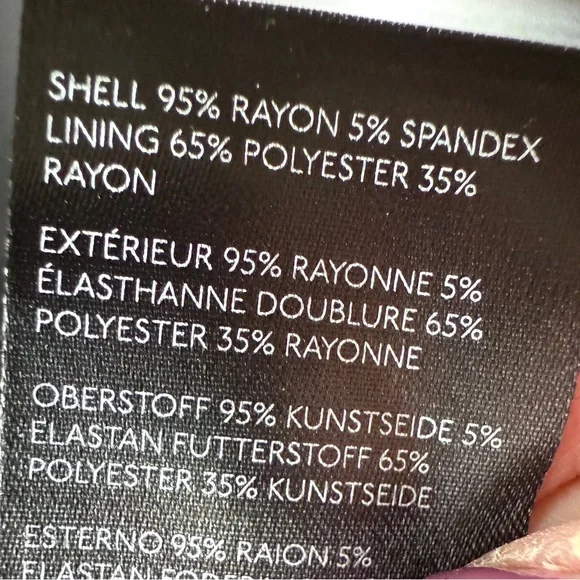 SHELL 95% RAYON 5% SPANDEX
LINING 65% POLYESTER 35%
RAYON
EXTÉRIEUR 95% RAYONNE 5%
ÉLASTHANNE DOUBLURE 65%
POLYESTER 35% RAYONNE
OBERSTOFF 95% KUNSTSEIDE 5%
ELASTAN FUTTERSTOFF 65%
POLYESTER 35% KUNSTSEIDE
ESTERNO 95% RAION 5%
ELASTAN